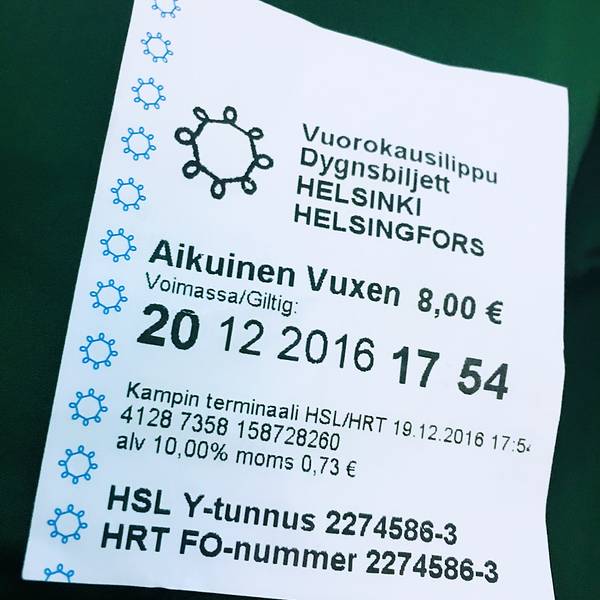 Vuorokausilippu
Dygnsbiljett
HELSINKI
HELSINGFORS
Aikuinen Vuxen 8,00 €
Voimassa/Giltig:
20 12 2016 17 54
Kampin terminaali HSL/HRT 19.12.2016 17:54
4128 7358 158728260
alv 10,00% moms 0,73 €
HSL Y-tunnus 2274586-3
HRT FO-nummer 2274586-3